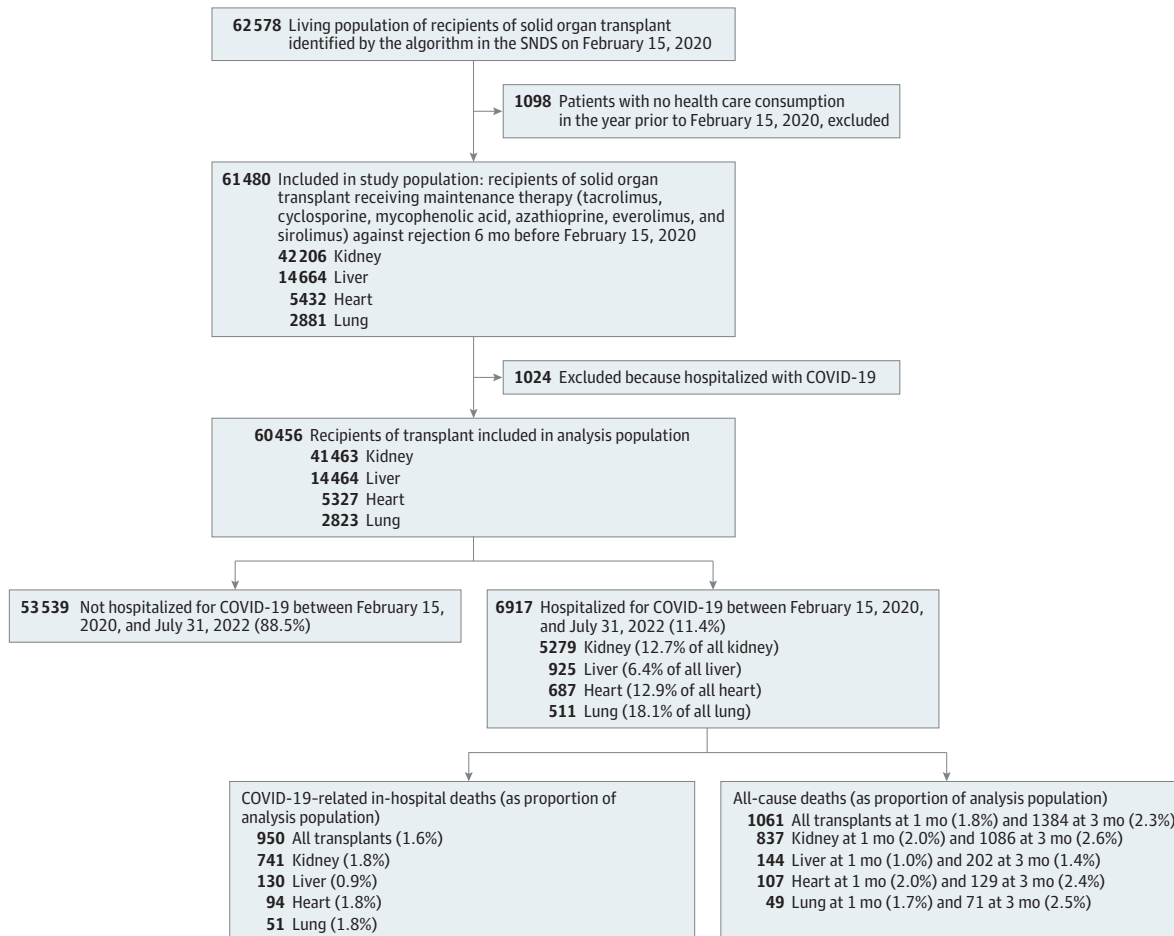 62578 Living population of recipients of solid organ transplant
identified by the algorithm in the SNDS on February 15, 2020
1098 Patients with no health care consumption
in the year prior to February 15, 2020, excluded
61480 Included in study population: recipients of solid organ
transplant receiving maintenance therapy (tacrolimus,
cyclosporine, mycophenolic acid, azathioprine, everolimus, and
sirolimus) against rejection 6 mo before February 15, 2020
42206 Kidney
14664 Liver
5432 Heart
2881 Lung
1024 Excluded because hospitalized with COVID-19
60456 Recipients of transplant included in analysis population
41463 Kidney
14464 Liver
5327 Heart
2823 Lung
53539 Not hospitalized for COVID-19 between February 15,
2020, and July 31, 2022 (88.5%)
6917 Hospitalized for COVID-19 between February 15, 2020,
and July 31, 2022 (11.4%)
5279 Kidney (12.7% of all kidney)
925 Liver (6.4% of all liver)
687 Heart (12.9% of all heart)
511 Lung (18.1% of all lung)
COVID-19–related in-hospital deaths (as proportion of
analysis population)
950 All transplants (1.6%)
741 Kidney (1.8%)
130 Liver (0.9%)
94 Heart (1.8%)
51 Lung (1.8%)
All-cause deaths (as proportion of analysis population)
1061 All transplants at 1 mo (1.8%) and 1384 at 3 mo (2.3%)
837 Kidney at 1 mo (2.0%) and 1086 at 3 mo (2.6%)
144 Liver at 1 mo (1.0%) and 202 at 3 mo (1.4%)
107 Heart at 1 mo (2.0%) and 129 at 3 mo (2.4%)
49 Lung at 1 mo (1.7%) and 71 at 3 mo (2.5%)